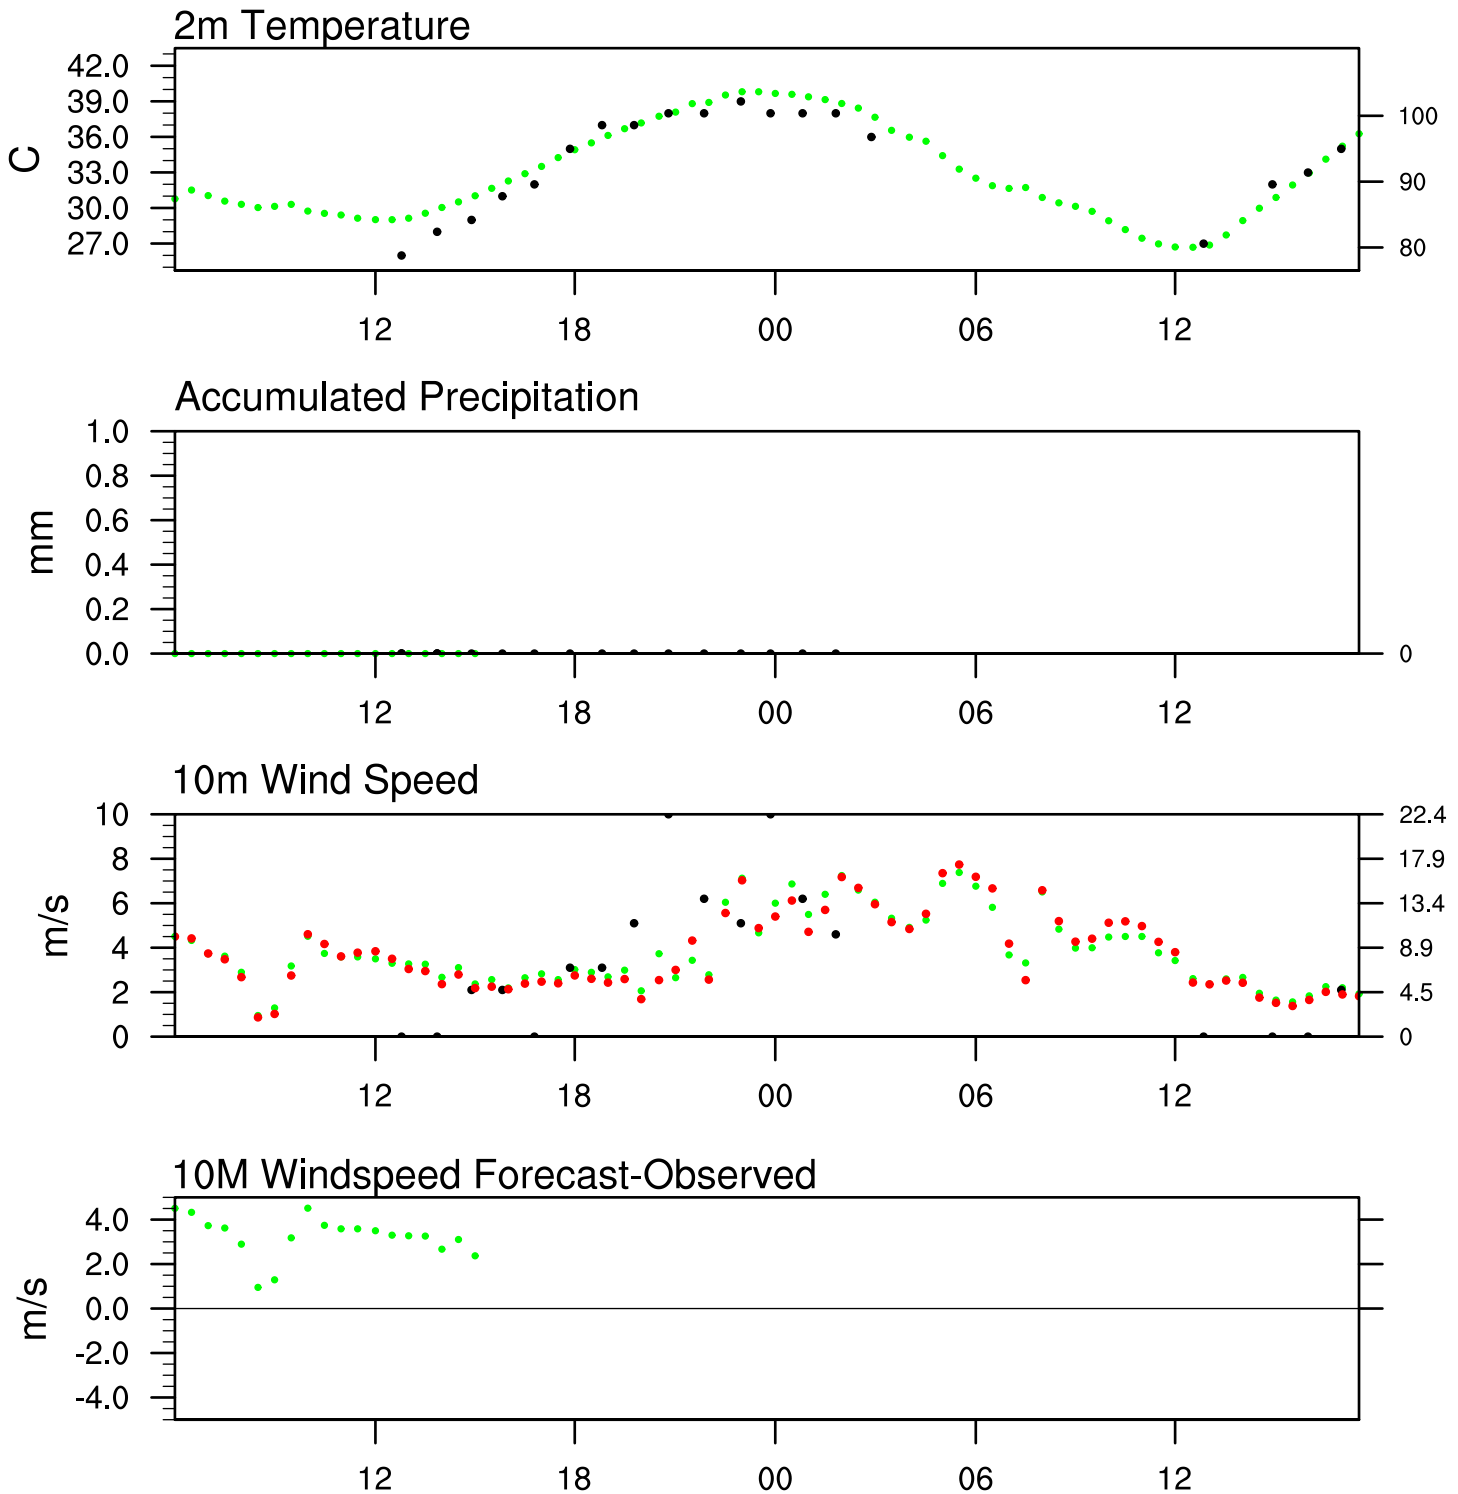 2m Temperature
C
42.0
39.0
36.0
33.0
30.0
27.0
100
90
80
12 18 00 06 12
Accumulated Precipitation
mm
1.0
0.8
0.6
0.4
0.2
0.0
0
12 18 00 06 12
10m Wind Speed
m/s
10
8
6
4
2
0
22.4
17.9
13.4
8.9
4.5
0
12 18 00 06 12
10M Windspeed Forecast-Observed
m/s
4.0
2.0
0.0
-2.0
-4.0
12 18 00 06 12